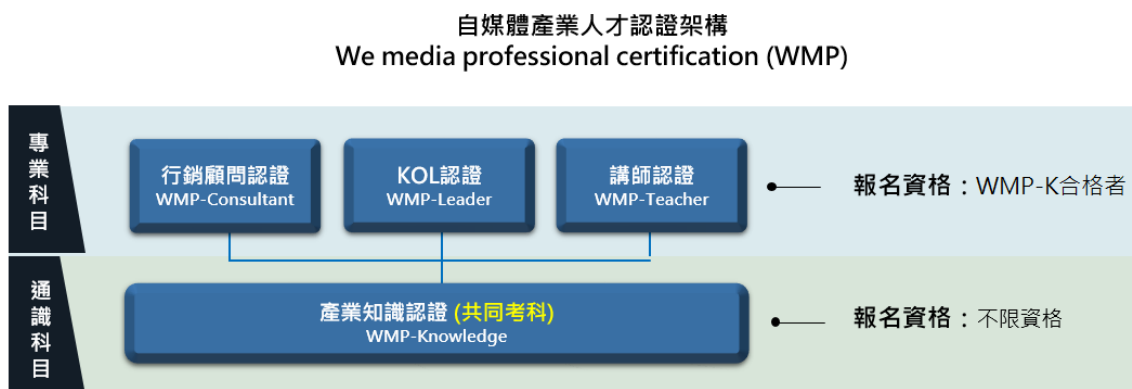 自媒體產業人才認證架構
We media professional certification (WMP)
專業科目
行銷顧問認證
WMP-Consultant
KOL認證
WMP-Leader
講師認證
WMP-Teacher
報名資格：WMP-K合格者
通識科目
產業知識認證 (共同考科)
WMP-Knowledge
報名資格：不限資格